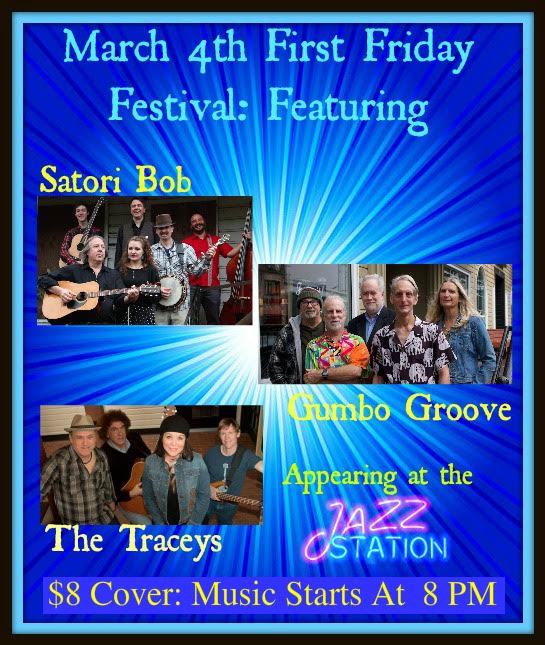 March 4th First Friday
Festival: Featuring
Satori Bob
Gumbo Groove
The Traceys
Appearing at the
JAZZ
STATION
$8 Cover: Music Starts At 8 PM